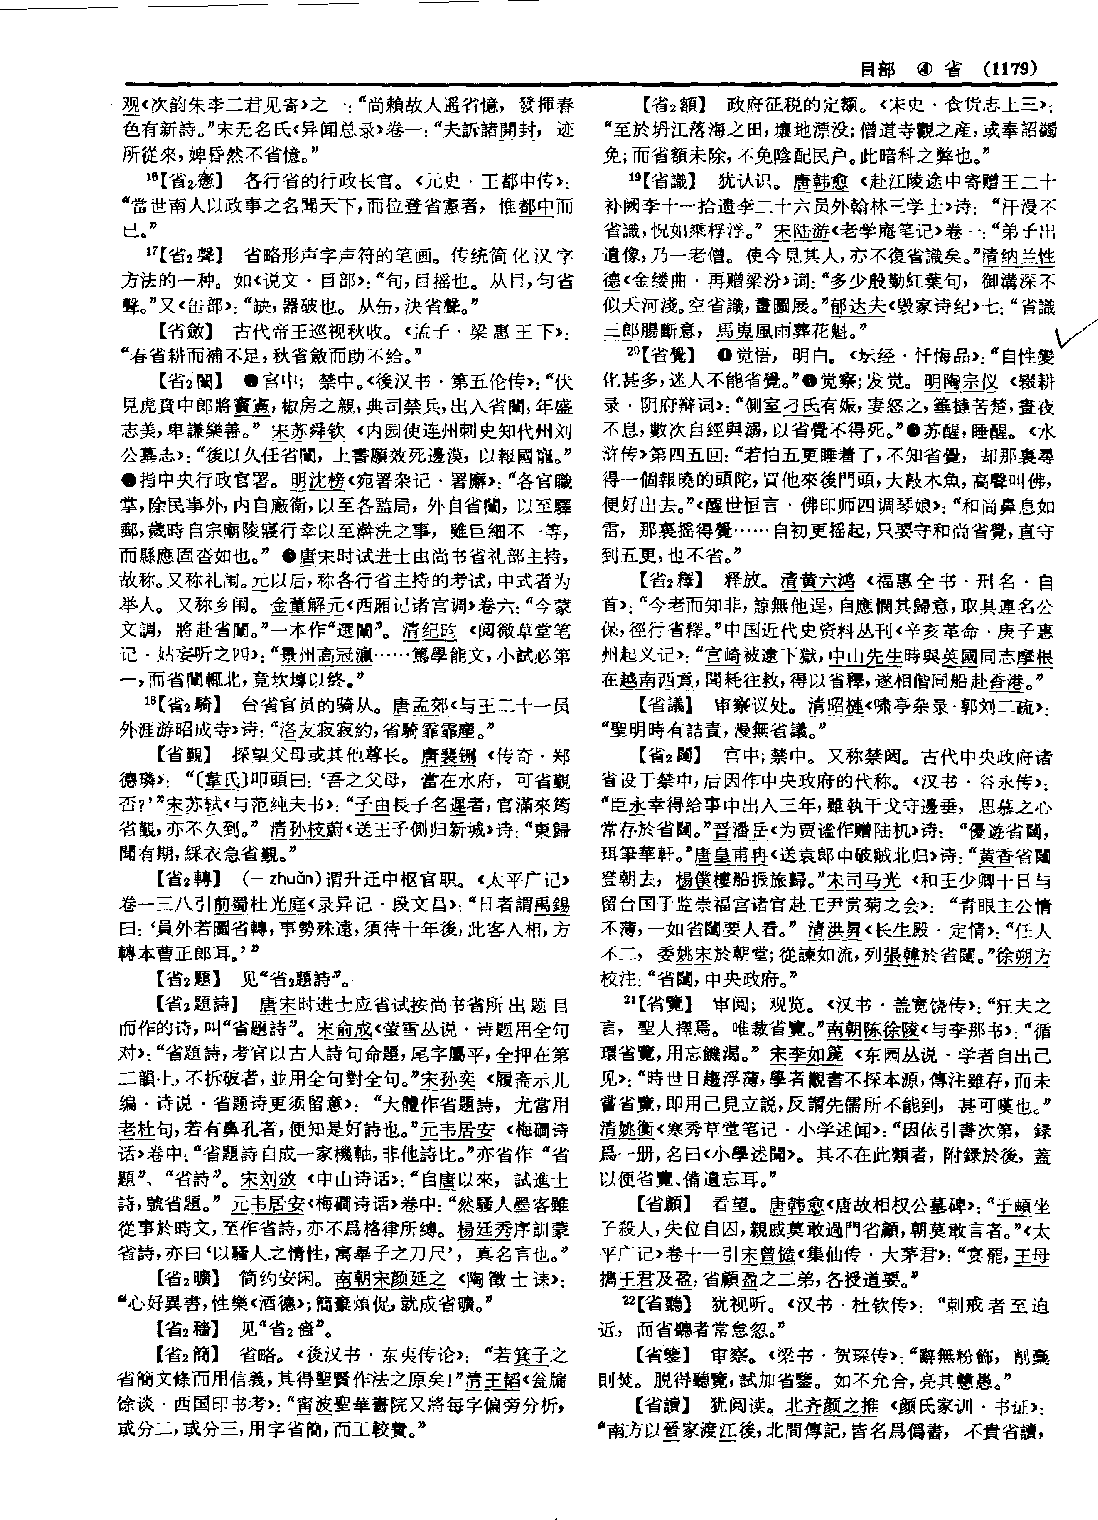 目部 ④ 省 (1179)
观《次韵朱李二君见寄》之一:“尚賴故人遥省憶,發揮春
色有新詩。”宋无名氏《异闻总录》卷一:“夫訴諸開封,逮
所從來,婢昏然不省憶。”
16【省2憲】 各行省的行政长官。《元史·王都中传》:
“當世南人以政事之名聞天下,而位登省憲者,惟都中而
已。”
17【省2聲】 省略形声字声符的笔画。传统简化汉字
方法的一种。如《说文·目部》:“旬,目摇也。从目,匀省
聲。”又《缶部》:“缺,器破也。从缶,決省聲。”
【省斂】 古代帝王巡视秋收。《孟子·梁惠王下》:
“春省耕而補不足,秋省斂而助不给。”
【省2闈】 ❶宫中;禁中。《後汉书·第五伦传》:“伏
見虎賁中郎將竇憲,椒房之親,典司禁兵,出入省闥,年盛
志美,卑謙樂善。” 宋苏舜钦《内园使连州刺史知代州刘
公墓志》:“後以久任省闈,上書願效死邊漠,以報國寵。”
❷指中央行政官署。明沈榜《宛署杂记·署廨》:“各官職
掌,除民事外,内自廠衛,以至各監局,外自省闈,以至驛
郵,歲時自宗廟陵寢行幸以至澣洗之事,雖巨細不一等,
而縣應固沓如也。” ❸唐宋时试进士由尚书省礼部主持,
故称。又称礼闱。元以后,称各行省主持的考试,中式者为
举人。又称乡闱。金董解元《西厢记诸宫调》卷六:“今蒙
文調,將赴省闈。”一本作“選闈”。清纪昀《阅微草堂笔
记·姑妄听之四》:“景州高冠瀛……篤學能文,小試必第
一,而省闈輒北,竟坎壈以終。”
18【省2騎】 台省官员的骑从。唐孟郊《与王二十一员
外涯游昭成寺》诗:“洛友寂寂約,省騎霏霏塵。”
【省覲】 探望父母或其他尊长。唐裴铏《传奇·郑
德璘》:“〔韋氏〕叩頭曰:‘吾之父母,當在水府,可省覲
否?’”宋苏轼《与范纯夫书》:“子由長子名遲者,官滿來筠
省覲,亦不久到。” 清孙枝蔚《送王子侧归新城》诗:“東歸
聞有期,綵衣急省覲。”
【省2轉】 (—zhuǎn)谓升迁中枢官职。《太平广记》
卷一三八引前蜀杜光庭《录异记·段文昌》:“日者謂禹錫
曰:‘員外若圖省轉,事勢殊遠,須待十年後,此客入相,方
轉本曹正郎耳。’”
【省2題】 见“省2題詩”。
【省2題詩】 唐宋时进士应省试按尚书省所出题目
而作的诗,叫“省题詩”。宋俞成《萤雪丛说·诗题用全句
对》:“省題詩,考官以古人詩句命題,尾字屬平,全押在第
二韻上,不拆破者,並用全句對全句。”宋孙奕《履斋示儿
编·诗说·省题诗更须留意》:“大體作省題詩,尤當用
老杜句,若有鼻孔者,便知是好詩也。”元韦居安《梅磵诗
话》卷中:“省題詩自成一家機軸,非他詩比。”亦省作“省
題”、“省詩”。宋刘攽《中山诗话》:“自唐以來,試進士
詩,號省題。” 元韦居安《梅磵诗话》卷中:“然騷人墨客雖
從事於時文,至作省詩,亦不爲格律所縛。楊廷秀序訓蒙
省詩,亦曰‘以騷人之情性,寓舉子之刀尺’,真名言也。”
【省2曠】 简约安闲。南朝宋颜延之《陶徵士诔》:
“心好異書,性樂《酒德》;簡棄煩促,就成省曠。”
【省2穡】 见“省2嗇”。
【省2簡】 省略。《後汉书·东夷传论》:“若箕子之
省簡文條而用信義,其得聖賢作法之原矣!”清王韬《瓮牖
馀谈·西国印书考》:“甯波聖華書院又將每字偏旁分析,
或分二,或分三,用字省簡,而工較費。”
【省2額】 政府征税的定额。《宋史·食货志上三》:
“至於坍江落海之田,壤地漂没;僧道寺觀之産,或奉詔蠲
免;而省額未除,不免陰配民户。此暗科之弊也。”
19【省識】 犹认识。唐韩愈《赴江陵途中寄赠王二十
补阙李十一拾遗李二十六员外翰林三学士》诗:“汗漫不
省識,怳如乘桴浮。” 宋陆游《老学庵笔记》卷一:“弟子出
遺像,乃一老僧。使今見其人,亦不復省識矣。”清纳兰性
德《金缕曲·再赠梁汾》词:“多少殷勤紅葉句,御溝深不
似天河淺。空省識,畫圖展。”郁达夫《毁家诗纪》七:“省識
三郎腸斷意,馬嵬風雨葬花魁。”
20【省覺】 ❶觉悟,明白。《坛经·忏悔品》:“自性變
化甚多,迷人不能省覺。”❷觉察;发觉。明陶宗仪《辍耕
录·阴府辩词》:“側室刁氏有娠,妻怒之,箠撻苦楚,晝夜
不息,數次自經與溺,以省覺不得死。”❸苏醒,睡醒。《水
浒传》第四五回:“若怕五更睡着了,不知省覺,却那裏尋
得一個報曉的頭陀,買他來後門頭,大敲木魚,高聲叫佛,
便好出去。”《醒世恒言·佛印师四调琴娘》:“和尚鼻息如
雷,那裏摇得覺……自初更摇起,只要守和尚省覺,直守
到五更,也不省。”
【省2釋】 释放。清黄六鸿《福惠全书·刑名·自
首》:“今考而知非,諒無他逞,自應憫其歸意,取具連名公
保,徑行省釋。”中国近代史资料丛刊《辛亥革命·庚子惠
州起义记》:“宫崎被逮下獄,中山先生時與英國同志摩根
在越南西貢,聞耗往救,得以省釋,遂相偕同船赴香港。”
【省議】 审察议处。清昭槤《啸亭杂录·郭刘二疏》:
“聖明時有詰責,漫無省議。”
【省2闥】 宫中;禁中。又称禁闼。古代中央政府诸
省设于禁中,后因作中央政府的代称。《汉书·谷永传》:
“臣永幸得給事中出入三年,雖執干戈守邊垂,思慕之心
常存於省闥。”晋潘岳《为贾谧作赠陆机》诗:“優遊省闥,
珥筆華軒。”唐皇甫冉《送袁郎中破贼北归》诗:“黄香省闥
登朝去,楊僕樓船振旅歸。”宋司马光《和王少卿十日与
留台国子监崇福宫诸官赴王尹赏菊之会》:“青眼主公情
不薄,一如省闥要人看。” 清洪昇《长生殿·定情》:“任人
不二,委姚宋於朝堂;從諫如流,列張韓於省闥。”徐朔方
校注:“省闥,中央政府。”
21【省覽】 审阅;观览。《汉书·盖宽饶传》:“狂夫之
言,聖人擇焉。唯裁省覽。”南朝陈徐陵《与李那书》:“循
環省覽,用忘饑渴。” 宋李如篪《东园丛说·学者自出己
见》:“時世日趨浮薄,學者觀書不探本源,傳注雖存,而未
嘗省覽,即用己見立説,反謂先儒所不能到,甚可嘆也。”
清姚衡《寒秀草堂笔记·小学述闻》:“因依引書次第,録
爲一册,名曰《小學述聞》。其不在此類者,附録於後,蓋
以便省覽、備遺忘耳。”
【省顧】 看望。唐韩愈《唐故相权公墓碑》:“于頔坐
子殺人,失位自囚,親戚莫敢過門省顧,朝莫敢言者。”《太
平广记》卷十一引宋曾慥《集仙传·大茅君》:“宴罷,王母
攜王君及盈,省顧盈之二弟,各授道要。”
22【省聽】 犹视听。《汉书·杜钦传》:“刺戒者至迫
近,而省聽者常怠忽。”
【省鑒】 审察。《梁书·贺琛传》:“辭無粉飾,削稾
則焚。脱得聽覽,試加省鑒。如不允合,亮其戇愚。”
【省讀】 犹阅读。北齐颜之推《颜氏家训·书证》:
“南方以晋家渡江後,北間傳記,皆名爲僞書,不貴省讀,